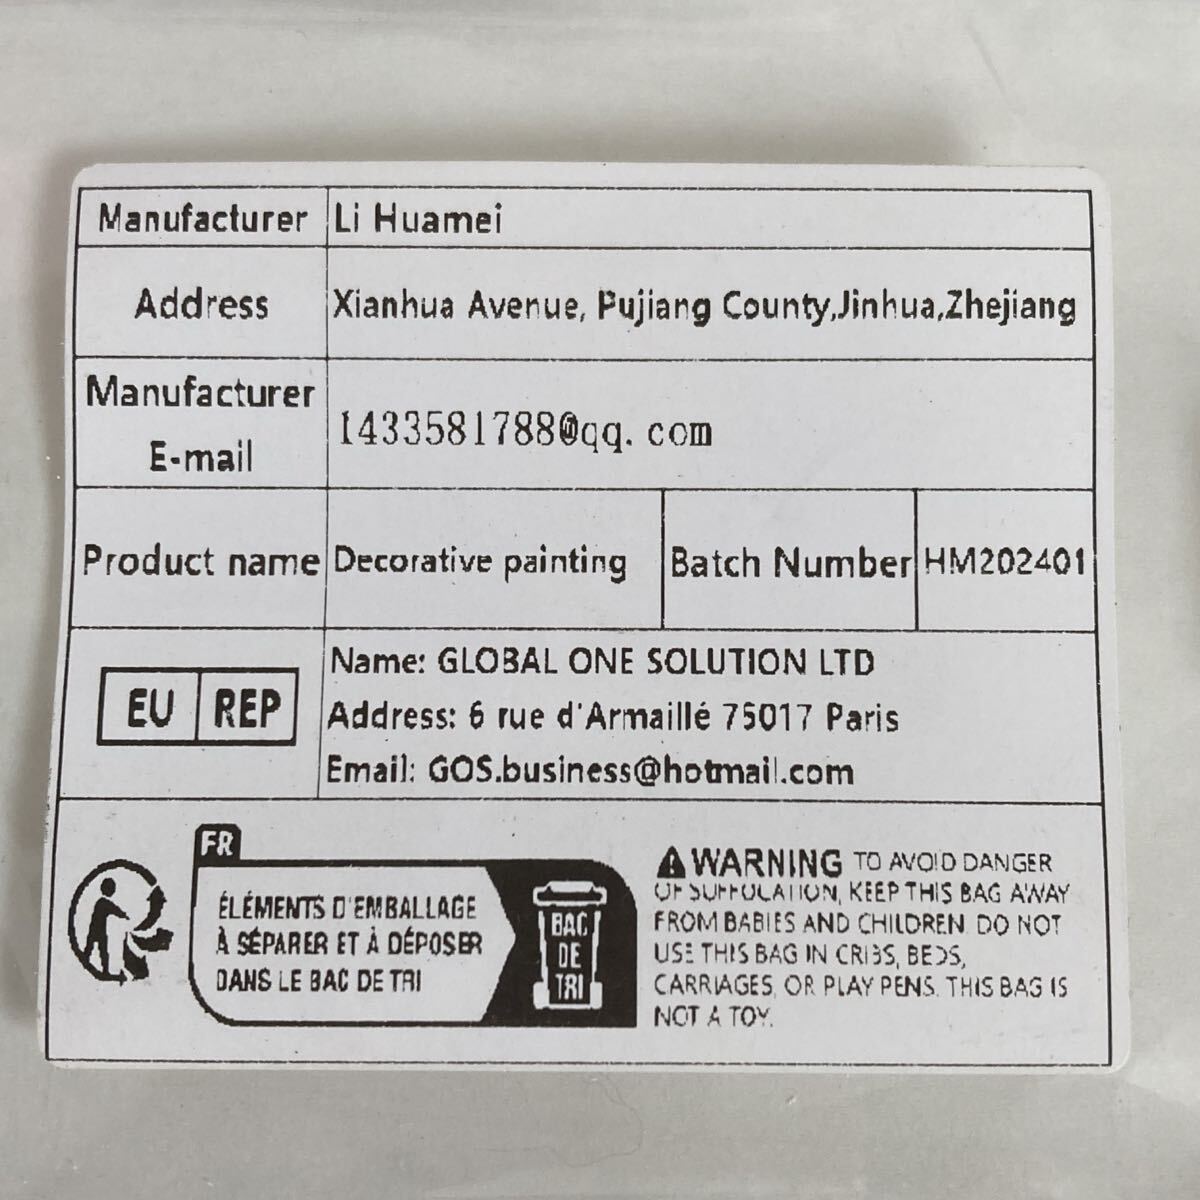 Manufacturer Li Huamei
Address Xianhua Avenue, Pujiang County,Jinhua,Zhejiang
Manufacturer
E-mail
1433581788@qq.com
Product name Decorative painting Batch Number HM202401
EU REP
Name: GLOBAL ONE SOLUTION LTD
Address: 6 rue d'Armaillé 75017 Paris
Email: GOS.business@hotmail.com
FR
ÉLÉMENTS D'EMBALLAGE
À SÉPARER ET À DÉPOSER
DANS LE BAC DE TRI
BAC
DE
TRI
WARNING TO AVOID DANGER
OF SUFFOCATION, KEEP THIS BAG AWAY
FROM BABIES AND CHILDREN. DO NOT
USE THIS BAG IN CRIBS, BEDS,
CARRIAGES, OR PLAY PENS. THIS BAG IS
NOT A TOY.